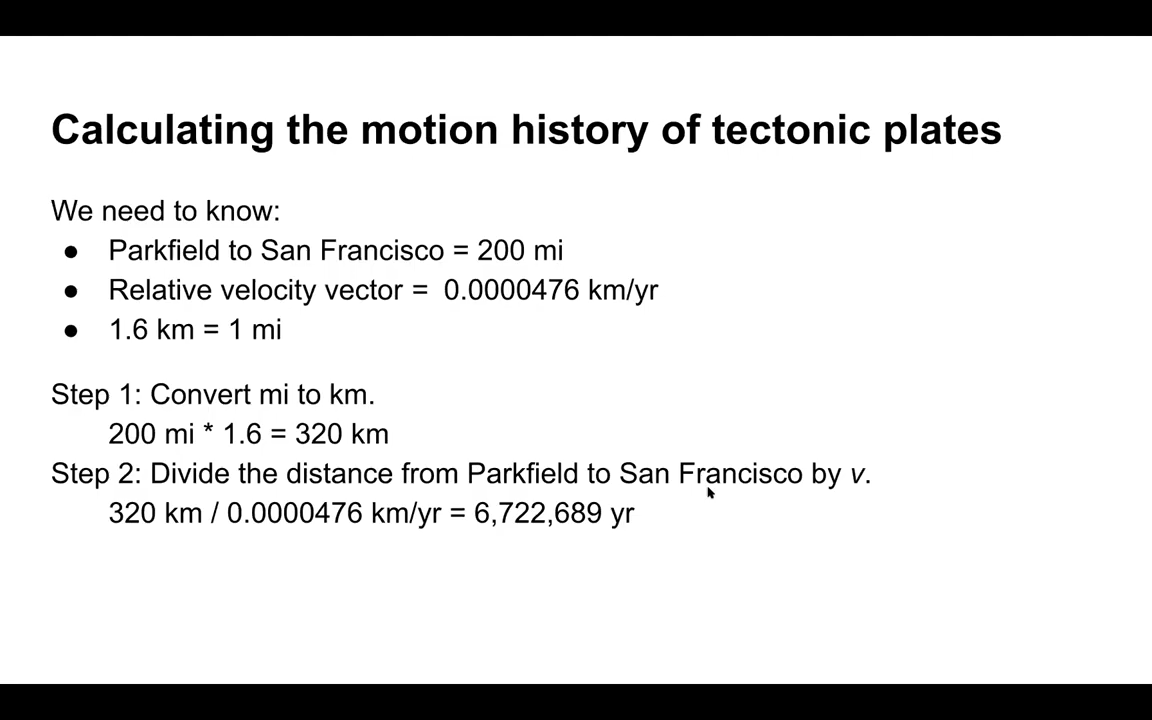 Calculating the motion history of tectonic plates
We need to know:
● Parkfield to San Francisco = 200 mi
● Relative velocity vector =  0.0000476 km/yr
● 1.6 km = 1 mi
Step 1: Convert mi to km.
200 mi * 1.6 = 320 km
Step 2: Divide the distance from Parkfield to San Francisco by v.
320 km / 0.0000476 km/yr = 6,722,689 yr